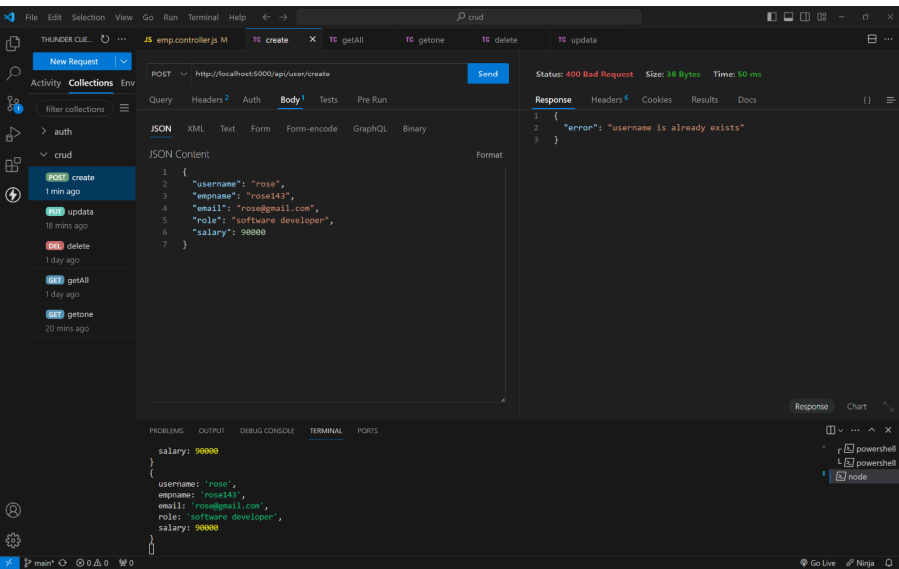 File Edit Selection View Go Run Terminal Help crud
THUNDER CLIE... JS emp.controller.js M TC create TC getAll TC getone TC delete TC updata
New Request
Activity Collections Env
filter collections
auth
crud
POST create
1 min ago
PUT updata
18 mins ago
DEL delete
1 day ago
GET getAll
1 day ago
GET getone
20 mins ago
POST http://localhost:5000/api/user/create Send
Query Headers 2 Auth Body 1 Tests Pre Run
JSON XML Text Form Form-encode GraphQL Binary
JSON Content Format
1 {
2 "username": "rose",
3 "empname": "rose143",
4 "email": "rose@gmail.com",
5 "role": "software developer",
6 "salary": 90000
7 }
Status: 400 Bad Request Size: 38 Bytes Time: 50 ms
Response Headers 6 Cookies Results Docs { }
1 {
2 "error": "username is already exists"
3 }
Response Chart
PROBLEMS OUTPUT DEBUG CONSOLE TERMINAL PORTS
salary: 90000
}
{
username: 'rose',
empname: 'rose143',
email: 'rose@gmail.com',
role: 'software developer',
salary: 90000
}
powershell
powershell
node
main* 0 0 0 Go Live Ninja